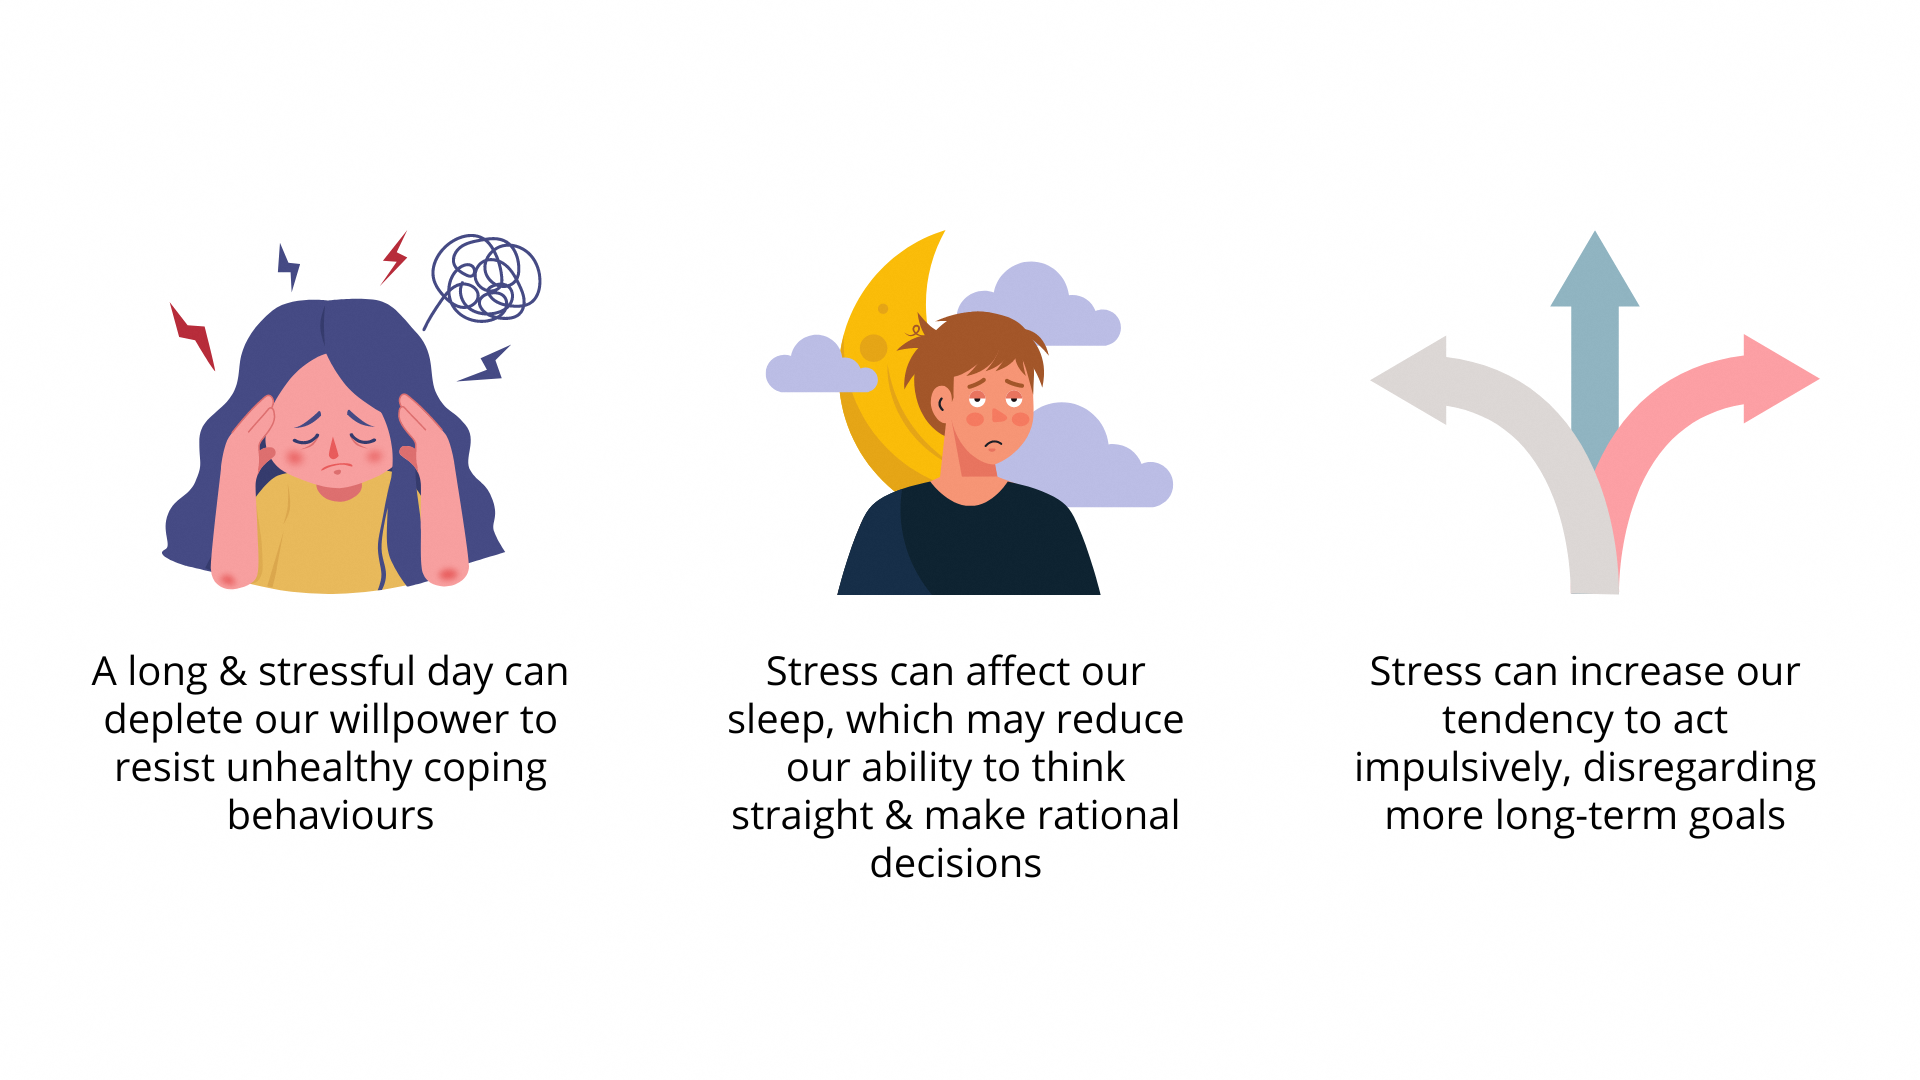 A long & stressful day can
deplete our willpower to
resist unhealthy coping
behaviours
Stress can affect our
sleep, which may reduce
our ability to think
straight & make rational
decisions
Stress can increase our
tendency to act
impulsively, disregarding
more long-term goals